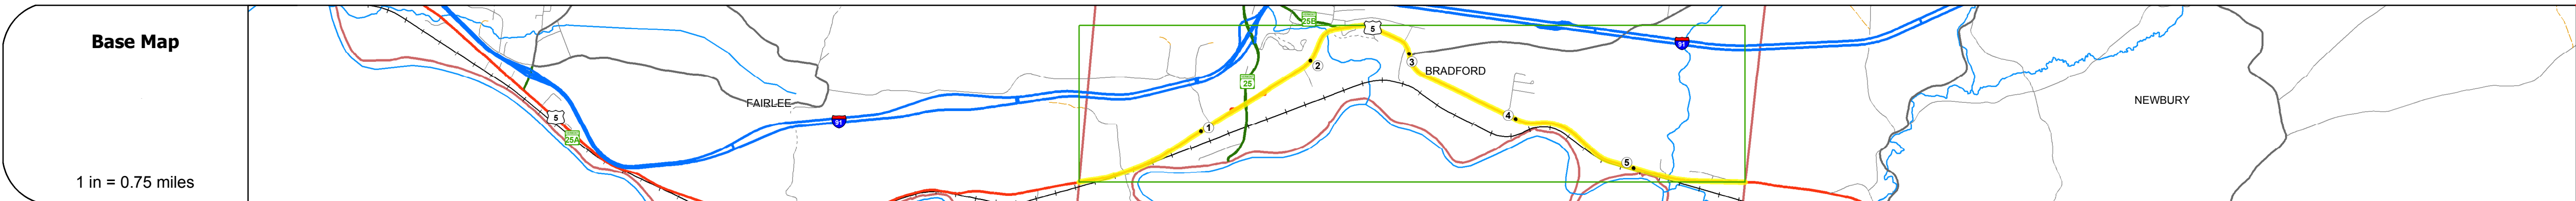 Base Map
1 in = 0.75 miles
5
25A
FAIRLEE
91
25B
25
1
2
5
3
BRADFORD
4
5
91
NEWBURY